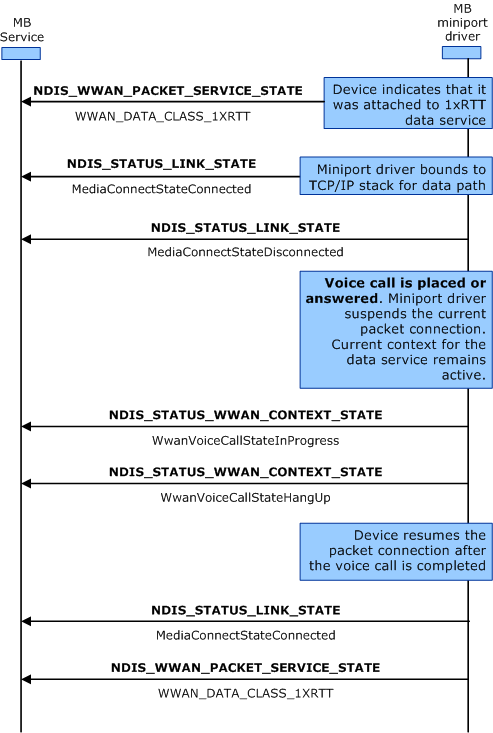 MB
Service
MB
miniport
driver
NDIS_WWAN_PACKET_SERVICE_STATE
WWAN_DATA_CLASS_1XRTT
Device indicates that it
was attached to 1xRTT
data service
NDIS_STATUS_LINK_STATE
MediaConnectStateConnected
Miniport driver bounds to
TCP/IP stack for data path
NDIS_STATUS_LINK_STATE
MediaConnectStateDisconnected
Voice call is placed or
answered. Miniport driver
suspends the current
packet connection.
Current context for the
data service remains
active.
NDIS_STATUS_WWAN_CONTEXT_STATE
WwanVoiceCallStateInProgress
NDIS_STATUS_WWAN_CONTEXT_STATE
WwanVoiceCallStateHangUp
Device resumes the
packet connection after
the voice call is completed
NDIS_STATUS_LINK_STATE
MediaConnectStateConnected
NDIS_WWAN_PACKET_SERVICE_STATE
WWAN_DATA_CLASS_1XRTT